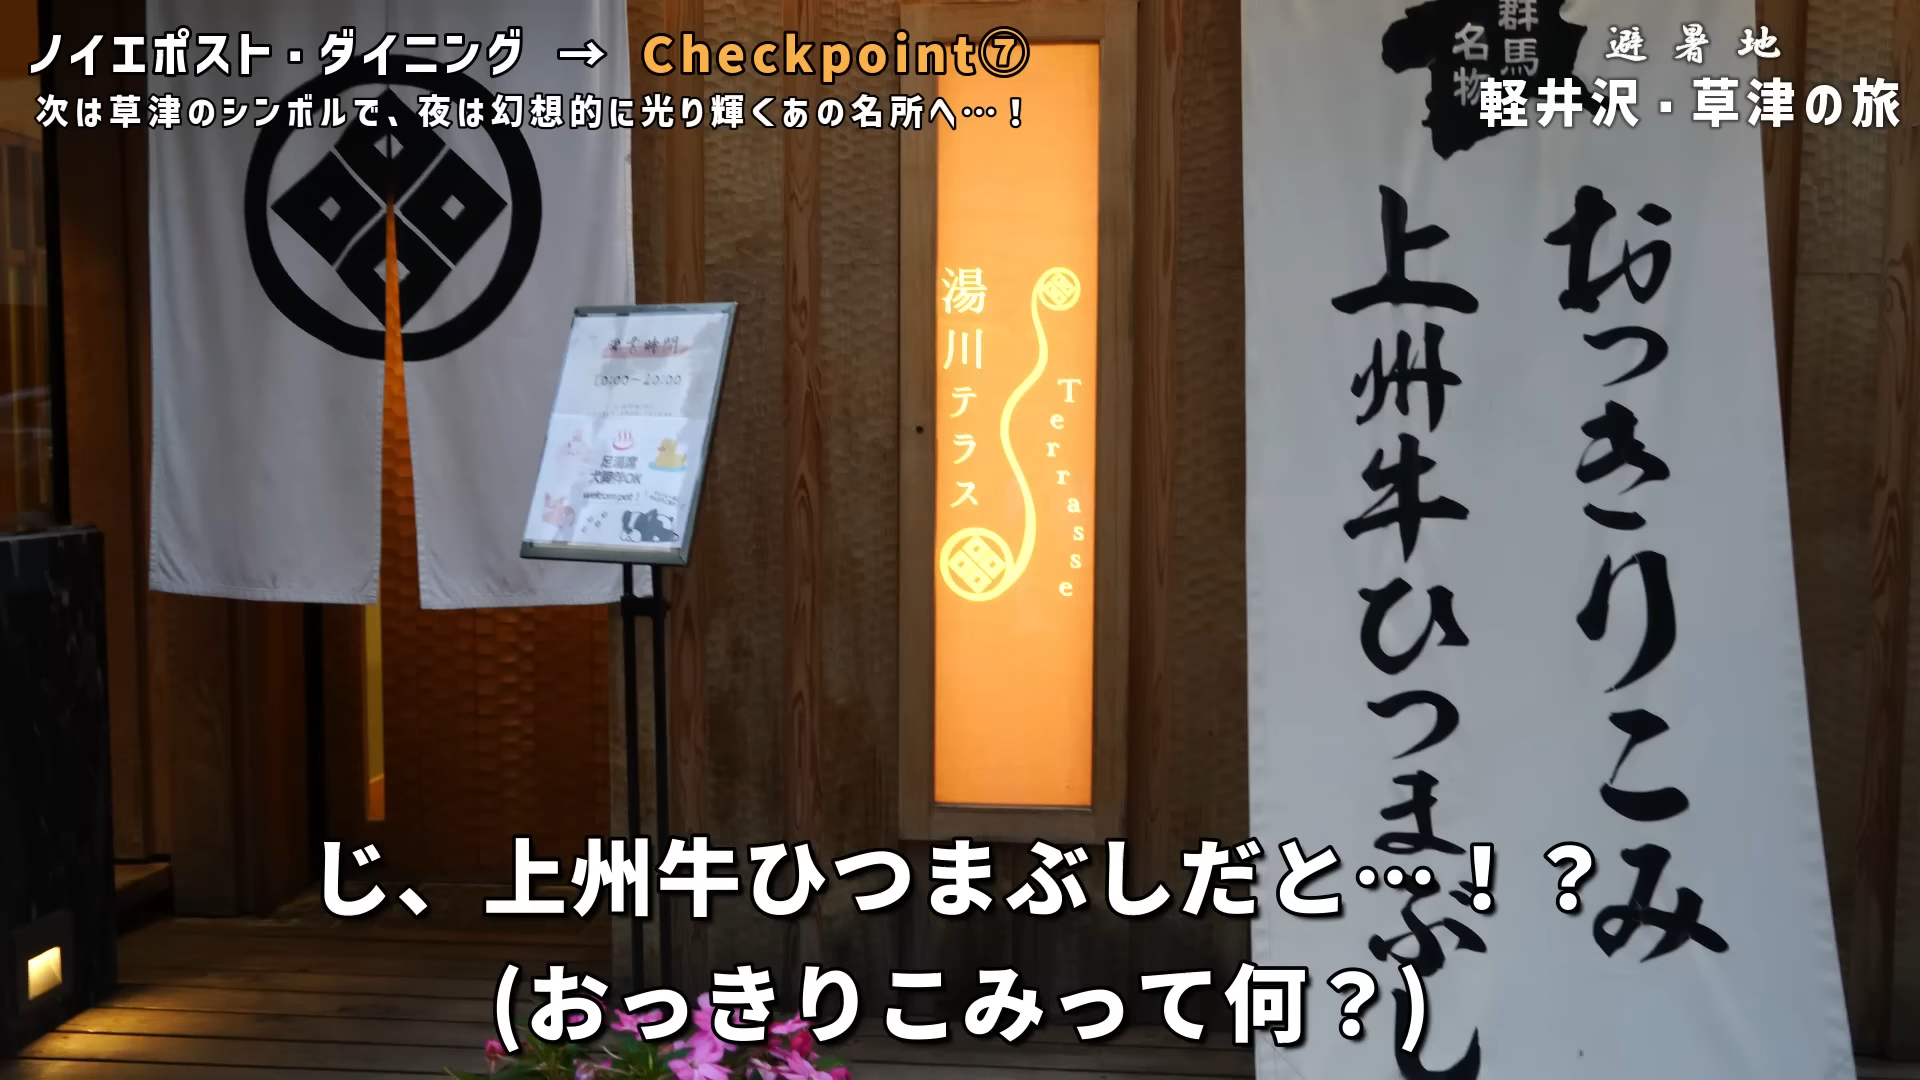 ノイエポスト・ダイニング → Checkpoint⑦
次は草津のシンボルで、夜は幻想的に光り輝くあの名所へ…！
避暑地
軽井沢・草津の旅
群馬
名物
おっきりこみ
上州牛ひつまぶし
湯川テラス
Terrasse
足湯席
犬同伴OK
welcom pet!
じ、上州牛ひつまぶしだと…！？
(おっきりこみって何？)